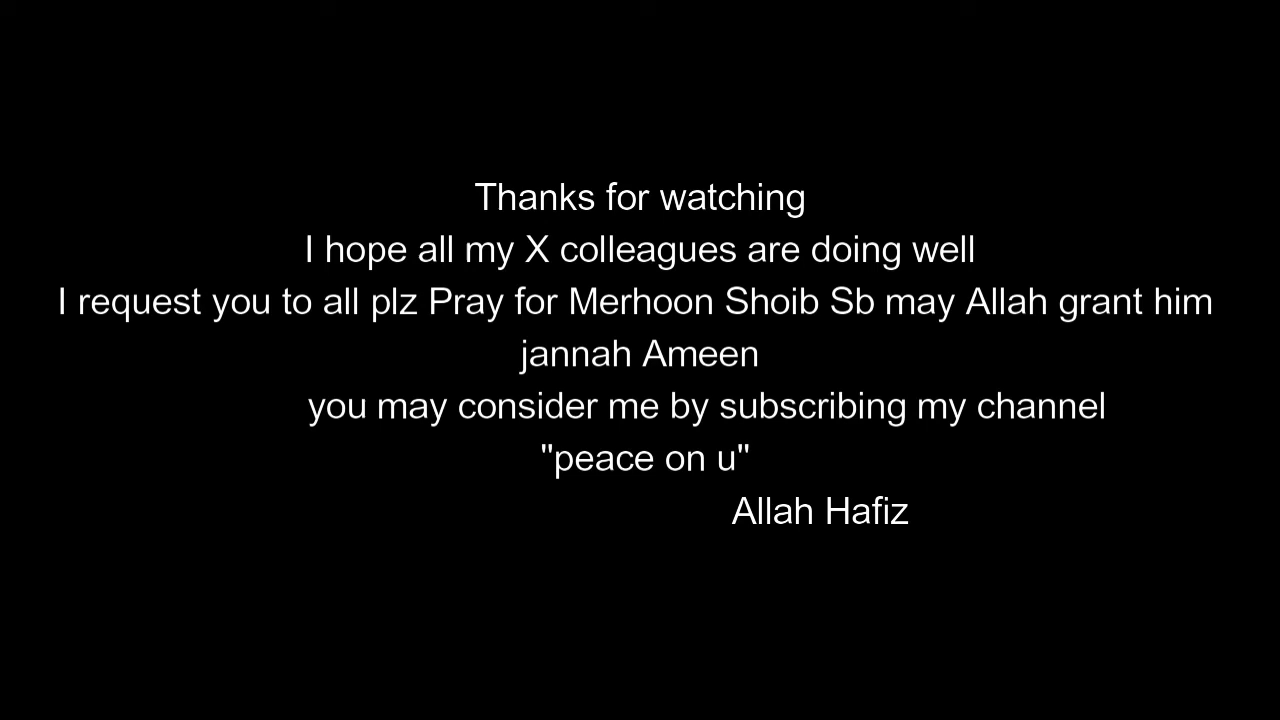 Thanks for watching
I hope all my X colleagues are doing well
I request you to all plz Pray for Merhoon Shoib Sb may Allah grant him
jannah Ameen
you may consider me by subscribing my channel
"peace on u"
Allah Hafiz